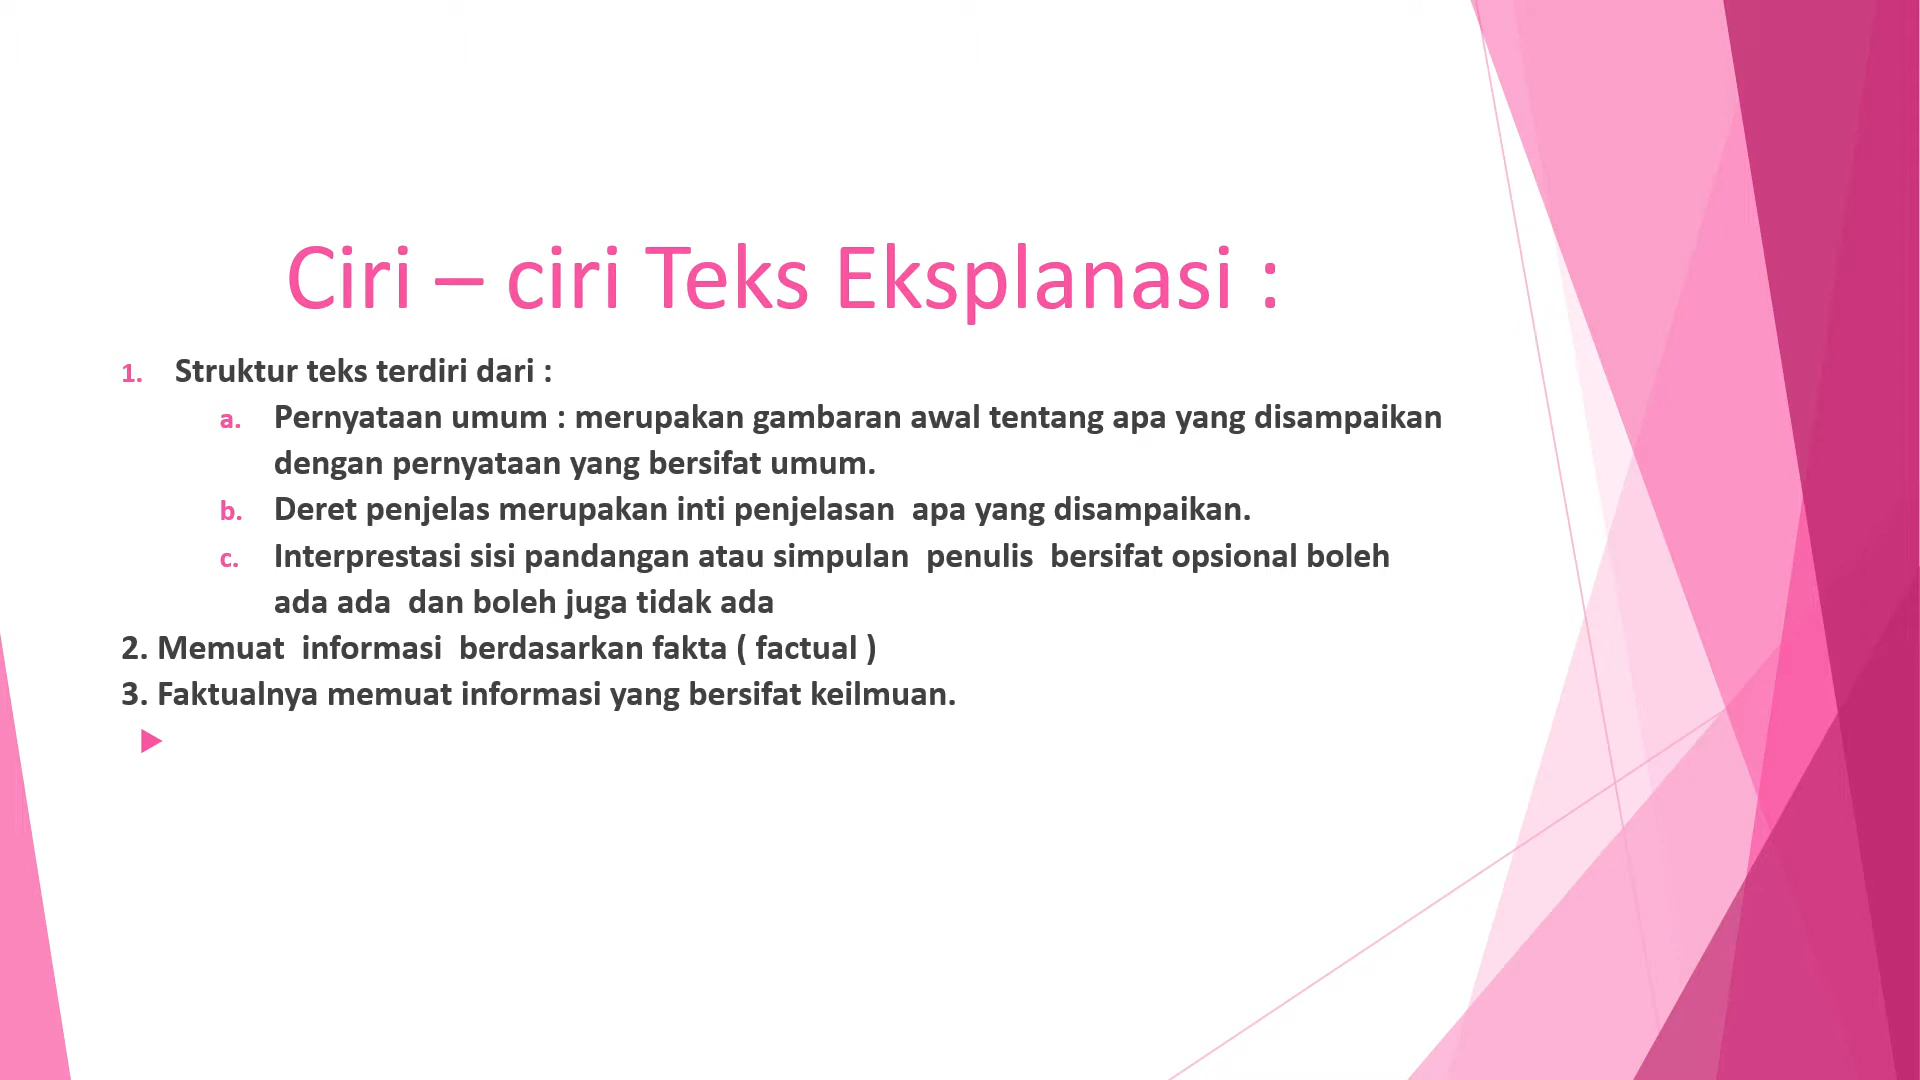 Ciri – ciri Teks Eksplanasi :
1. Struktur teks terdiri dari :
a. Pernyataan umum : merupakan gambaran awal tentang apa yang disampaikan
dengan pernyataan yang bersifat umum.
b. Deret penjelas merupakan inti penjelasan apa yang disampaikan.
c. Interprestasi sisi pandangan atau simpulan penulis bersifat opsional boleh
ada ada dan boleh juga tidak ada
2. Memuat informasi berdasarkan fakta ( factual )
3. Faktualnya memuat informasi yang bersifat keilmuan.